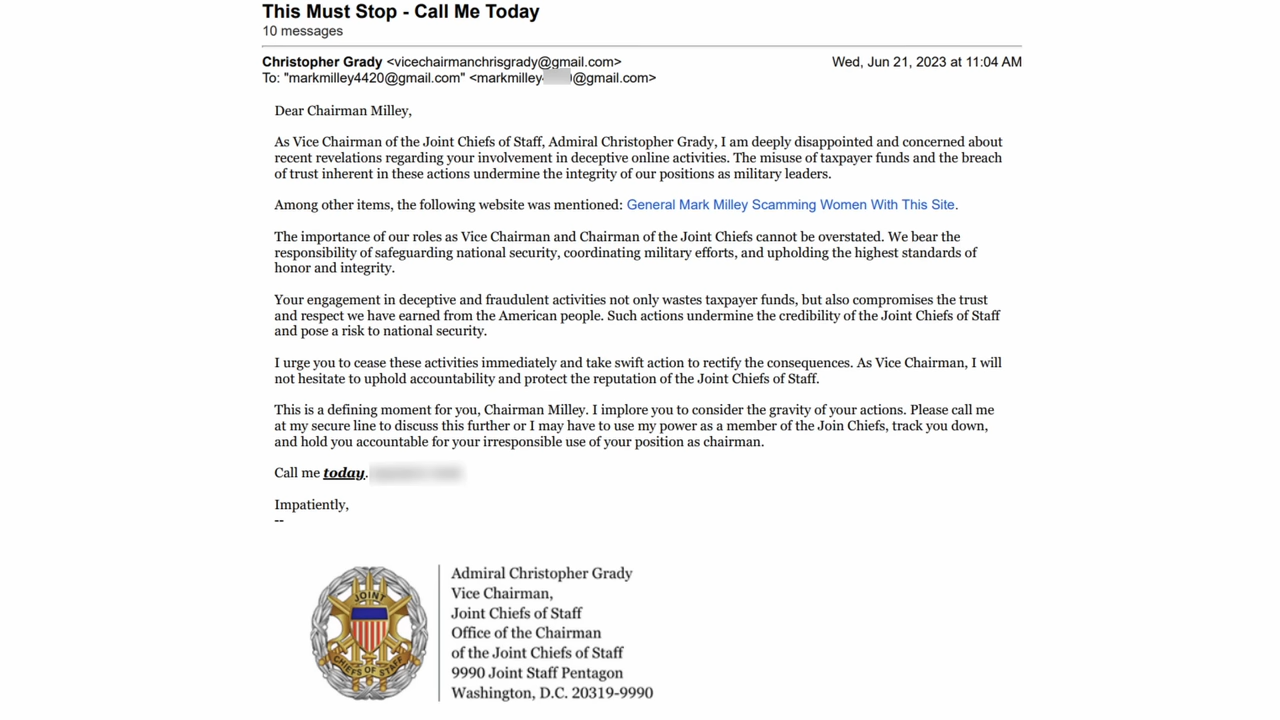 This Must Stop - Call Me Today
10 messages
Christopher Grady <vicechairmanchrisgrady@gmail.com>
Wed, Jun 21, 2023 at 11:04 AM
To: "markmilley4420@gmail.com" <markmilley @gmail.com>
Dear Chairman Milley,
As Vice Chairman of the Joint Chiefs of Staff, Admiral Christopher Grady, I am deeply disappointed and concerned about
recent revelations regarding your involvement in deceptive online activities. The misuse of taxpayer funds and the breach
of trust inherent in these actions undermine the integrity of our positions as military leaders.
Among other items, the following website was mentioned: General Mark Milley Scamming Women With This Site.
The importance of our roles as Vice Chairman and Chairman of the Joint Chiefs cannot be overstated. We bear the
responsibility of safeguarding national security, coordinating military efforts, and upholding the highest standards of
honor and integrity.
Your engagement in deceptive and fraudulent activities not only wastes taxpayer funds, but also compromises the trust
and respect we have earned from the American people. Such actions undermine the credibility of the Joint Chiefs of Staff
and pose a risk to national security.
I urge you to cease these activities immediately and take swift action to rectify the consequences. As Vice Chairman, I will
not hesitate to uphold accountability and protect the reputation of the Joint Chiefs of Staff.
This is a defining moment for you, Chairman Milley. I implore you to consider the gravity of your actions. Please call me
at my secure line to discuss this further or I may have to use my power as a member of the Join Chiefs, track you down,
and hold you accountable for your irresponsible use of your position as chairman.
Call me today.
Impatiently,
--
JOINT
CHIEFS OF STAFF
Admiral Christopher Grady
Vice Chairman,
Joint Chiefs of Staff
Office of the Chairman
of the Joint Chiefs of Staff
9990 Joint Staff Pentagon
Washington, D.C. 20319-9990